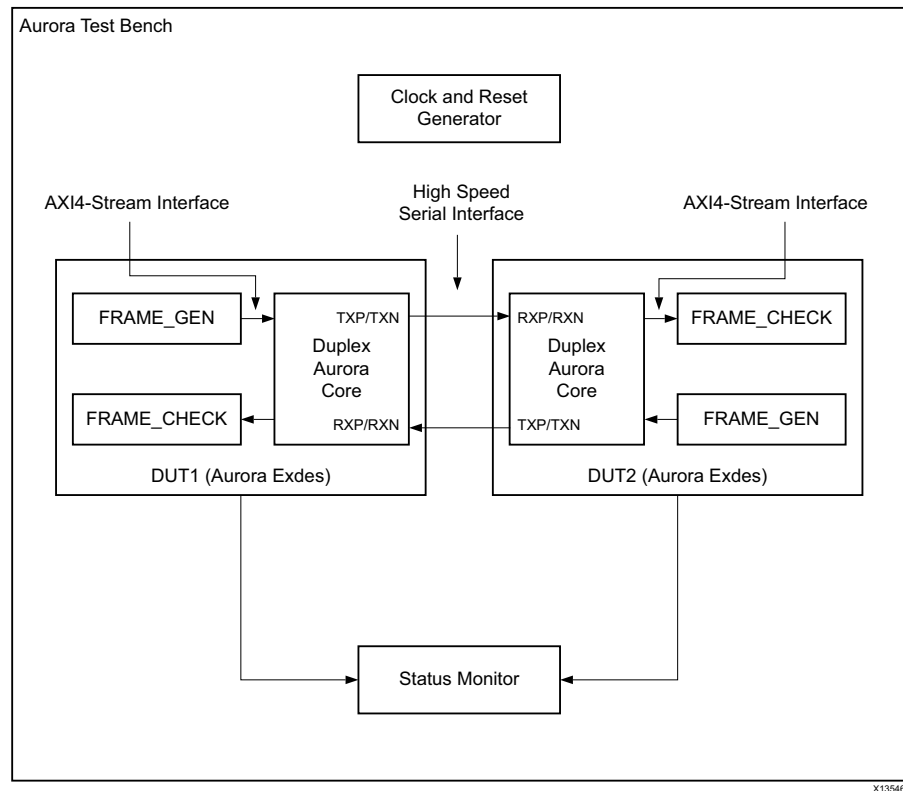 Aurora Test Bench
Clock and Reset
Generator
AXI4-Stream Interface
High Speed
Serial Interface
AXI4-Stream Interface
FRAME_GEN
TXP/TXN
Duplex
Aurora
Core
RXP/RXN
FRAME_CHECK
DUT1 (Aurora Exdes)
RXP/RXN
Duplex
Aurora
Core
TXP/TXN
FRAME_CHECK
FRAME_GEN
DUT2 (Aurora Exdes)
Status Monitor
X13546